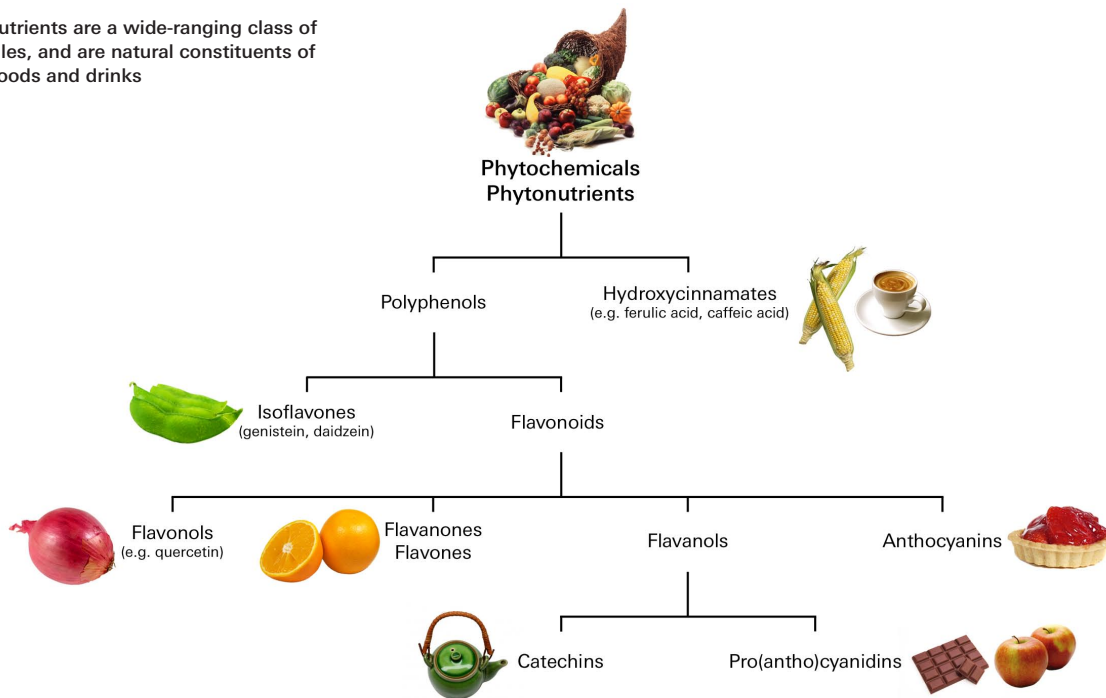 utrients are a wide-ranging class of
les, and are natural constituents of
oods and drinks
Phytochemicals
Phytonutrients
Polyphenols
Hydroxycinnamates
(e.g. ferulic acid, caffeic acid)
Isoflavones
(genistein, daidzein)
Flavonoids
Flavonols
(e.g. quercetin)
Flavanones
Flavones
Flavanols
Anthocyanins
Catechins
Pro(antho)cyanidins